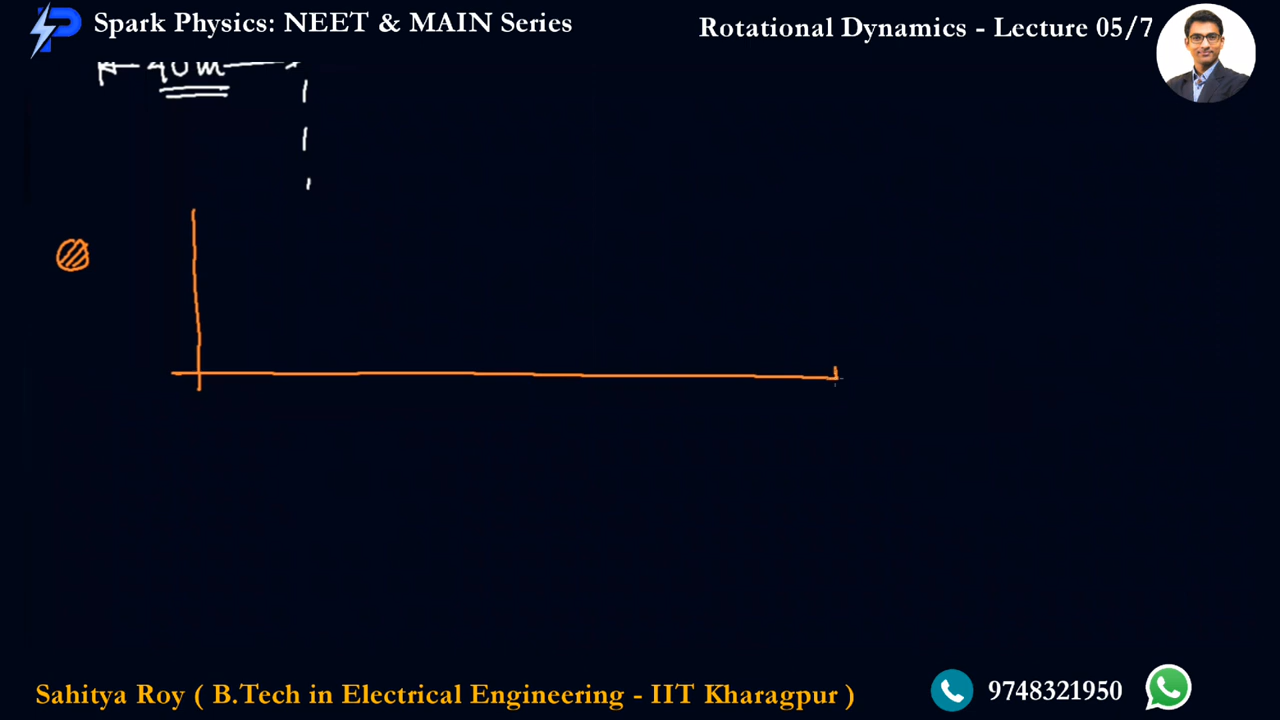 Spark Physics: NEET & MAIN Series
Rotational Dynamics - Lecture 05/7
40m
Sahitya Roy ( B.Tech in Electrical Engineering - IIT Kharagpur )
9748321950